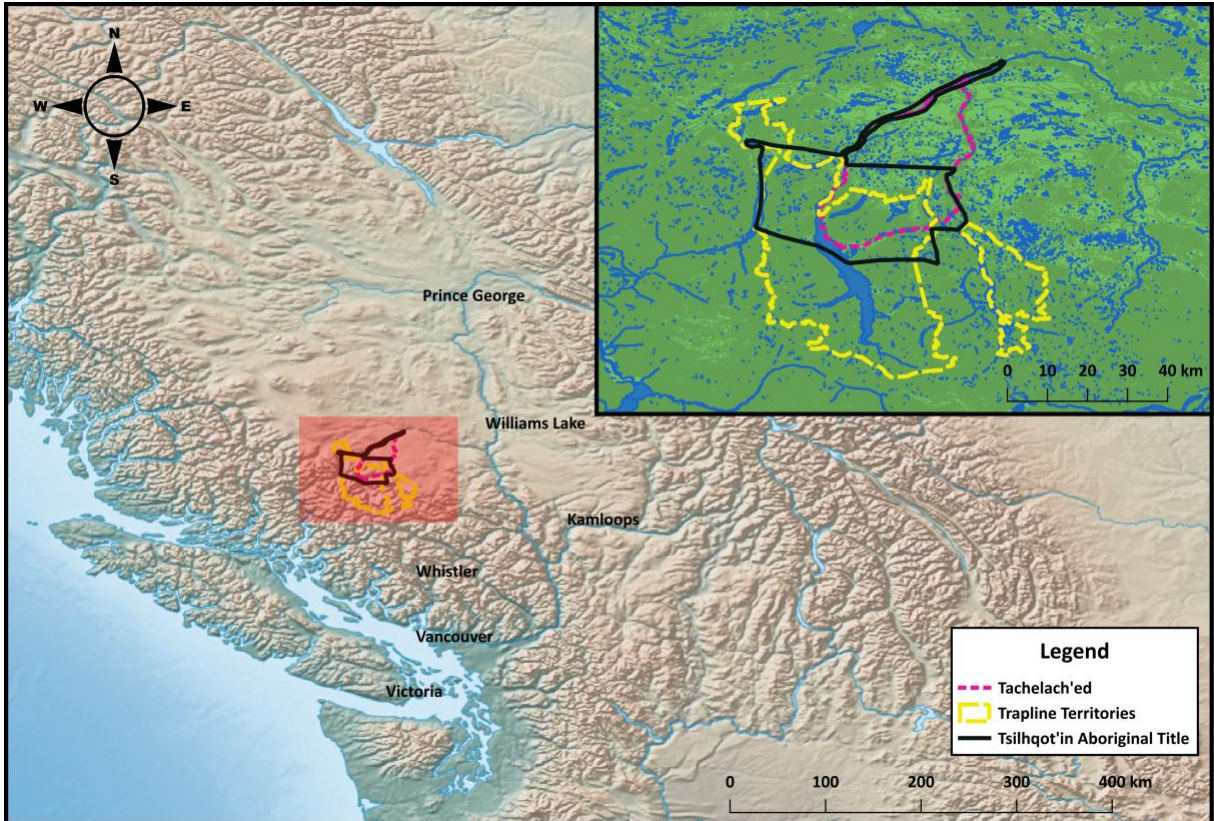 N
W E
S
0 10 20 30 40 km
Prince George
Williams Lake
Kamloops
Whistler
Vancouver
Victoria
Legend
Tachelach'ed
Trapline Territories
Tsilhqot'in Aboriginal Title
0 100 200 300 400 km